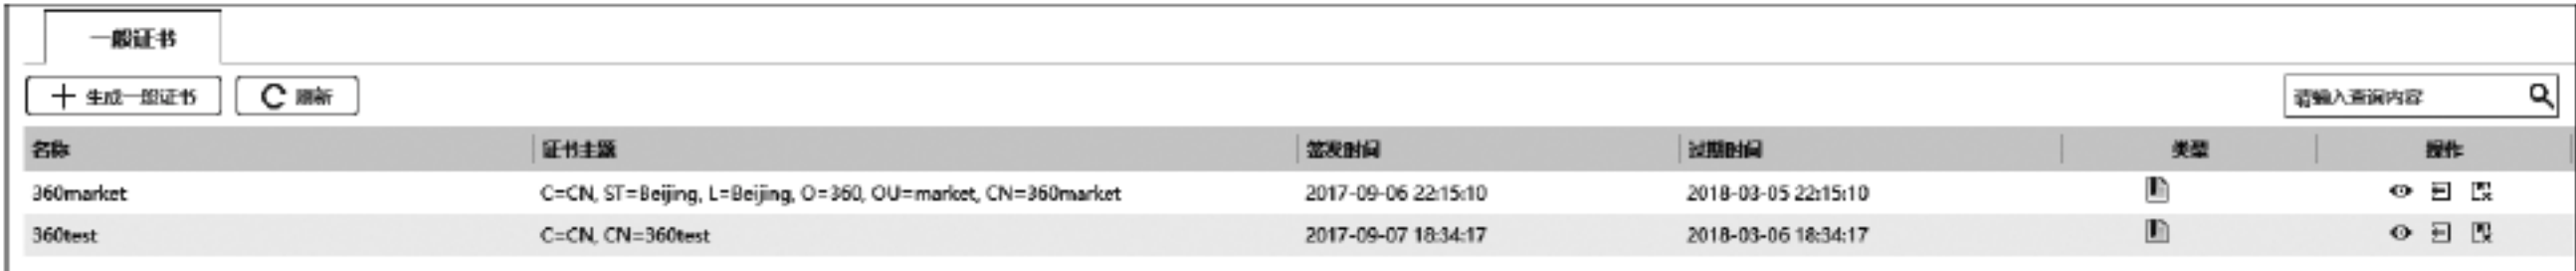 一般证书
生成一般证书 刷新 请输入查询内容
名称 证书主题 签发时间 过期时间 类型 操作
360market C=CN, ST=Beijing, L=Beijing, O=360, OU=market, CN=360market 2017-09-06 22:15:10 2018-03-05 22:15:10
360test C=CN, CN=360test 2017-09-07 18:34:17 2018-03-06 18:34:17